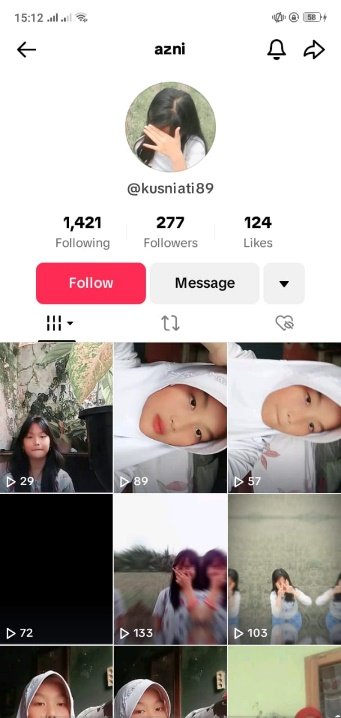 15:12
58
azni
@kusniati89
1,421 277 124
Following Followers Likes
Follow Message
29 89 57
72 133 103